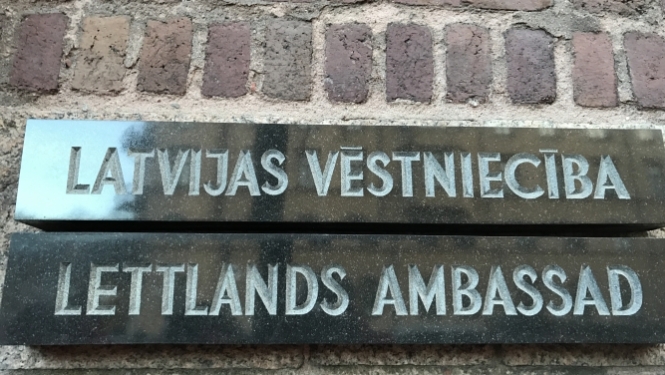 LATVIJAS VĒSTNIECĪBA
LETTLANDS AMBASSAD